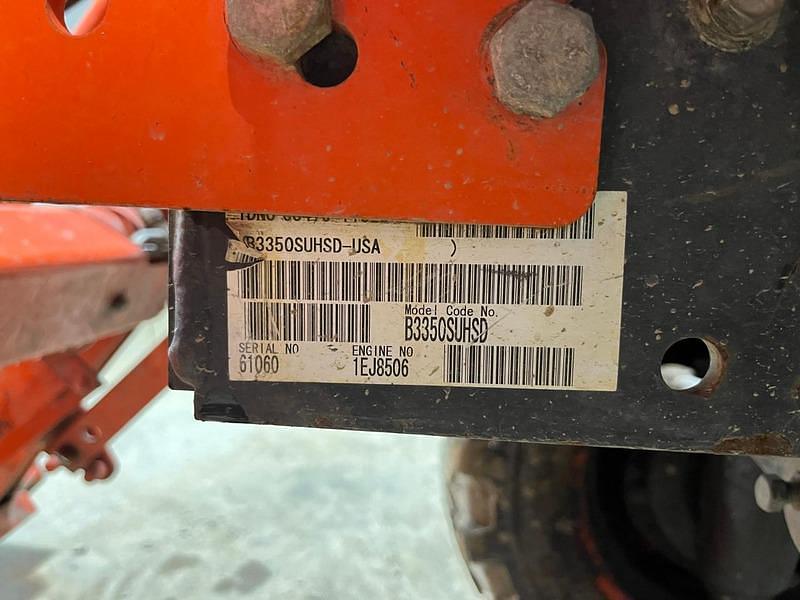 (B3350SUHSD-USA )
Model Code No.
B3350SUHSD
SERIAL NO ENGINE NO
61060 1EJ8506